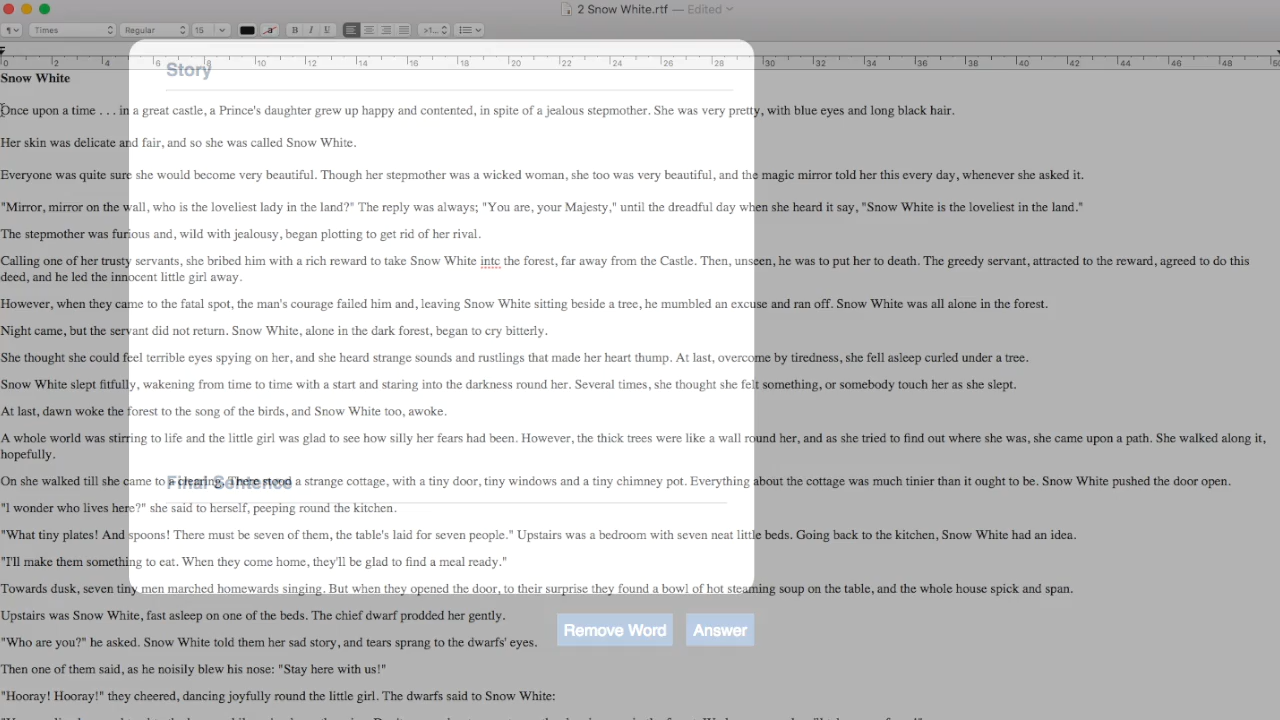 2 Snow White.rtf — Edited
Times Regular 15 a B I U >1...
0 2 4 6 8 10 12 14 16 18 20 22 24 26 28 30 32 34 36 38 40 42 44 46 48
Story
Snow White
Once upon a time . . . in a great castle, a Prince's daughter grew up happy and contented, in spite of a jealous stepmother. She was very pretty, with blue eyes and long black hair.
Her skin was delicate and fair, and so she was called Snow White.
Everyone was quite sure she would become very beautiful. Though her stepmother was a wicked woman, she too was very beautiful, and the magic mirror told her this every day, whenever she asked it.
"Mirror, mirror on the wall, who is the loveliest lady in the land?" The reply was always; "You are, your Majesty," until the dreadful day when she heard it say, "Snow White is the loveliest in the land."
The stepmother was furious and, wild with jealousy, began plotting to get rid of her rival.
Calling one of her trusty servants, she bribed him with a rich reward to take Snow White intc the forest, far away from the Castle. Then, unseen, he was to put her to death. The greedy servant, attracted to the reward, agreed to do this
deed, and he led the innocent little girl away.
However, when they came to the fatal spot, the man's courage failed him and, leaving Snow White sitting beside a tree, he mumbled an excuse and ran off. Snow White was all alone in the forest.
Night came, but the servant did not return. Snow White, alone in the dark forest, began to cry bitterly.
She thought she could feel terrible eyes spying on her, and she heard strange sounds and rustlings that made her heart thump. At last, overcome by tiredness, she fell asleep curled under a tree.
Snow White slept fitfully, wakening from time to time with a start and staring into the darkness round her. Several times, she thought she felt something, or somebody touch her as she slept.
At last, dawn woke the forest to the song of the birds, and Snow White too, awoke.
A whole world was stirring to life and the little girl was glad to see how silly her fears had been. However, the thick trees were like a wall round her, and as she tried to find out where she was, she came upon a path. She walked along it,
hopefully.
On she walked till she came to a clearing. There stood a strange cottage, with a tiny door, tiny windows and a tiny chimney pot. Everything about the cottage was much tinier than it ought to be. Snow White pushed the door open.
Final Sentence
"l wonder who lives here?" she said to herself, peeping round the kitchen.
"What tiny plates! And spoons! There must be seven of them, the table's laid for seven people." Upstairs was a bedroom with seven neat little beds. Going back to the kitchen, Snow White had an idea.
"I'll make them something to eat. When they come home, they'll be glad to find a meal ready."
Towards dusk, seven tiny men marched homewards singing. But when they opened the door, to their surprise they found a bowl of hot steaming soup on the table, and the whole house spick and span.
Upstairs was Snow White, fast asleep on one of the beds. The chief dwarf prodded her gently.
Remove Word Answer
"Who are you?" he asked. Snow White told them her sad story, and tears sprang to the dwarfs' eyes.
Then one of them said, as he noisily blew his nose: "Stay here with us!"
"Hooray! Hooray!" they cheered, dancing joyfully round the little girl. The dwarfs said to Snow White: